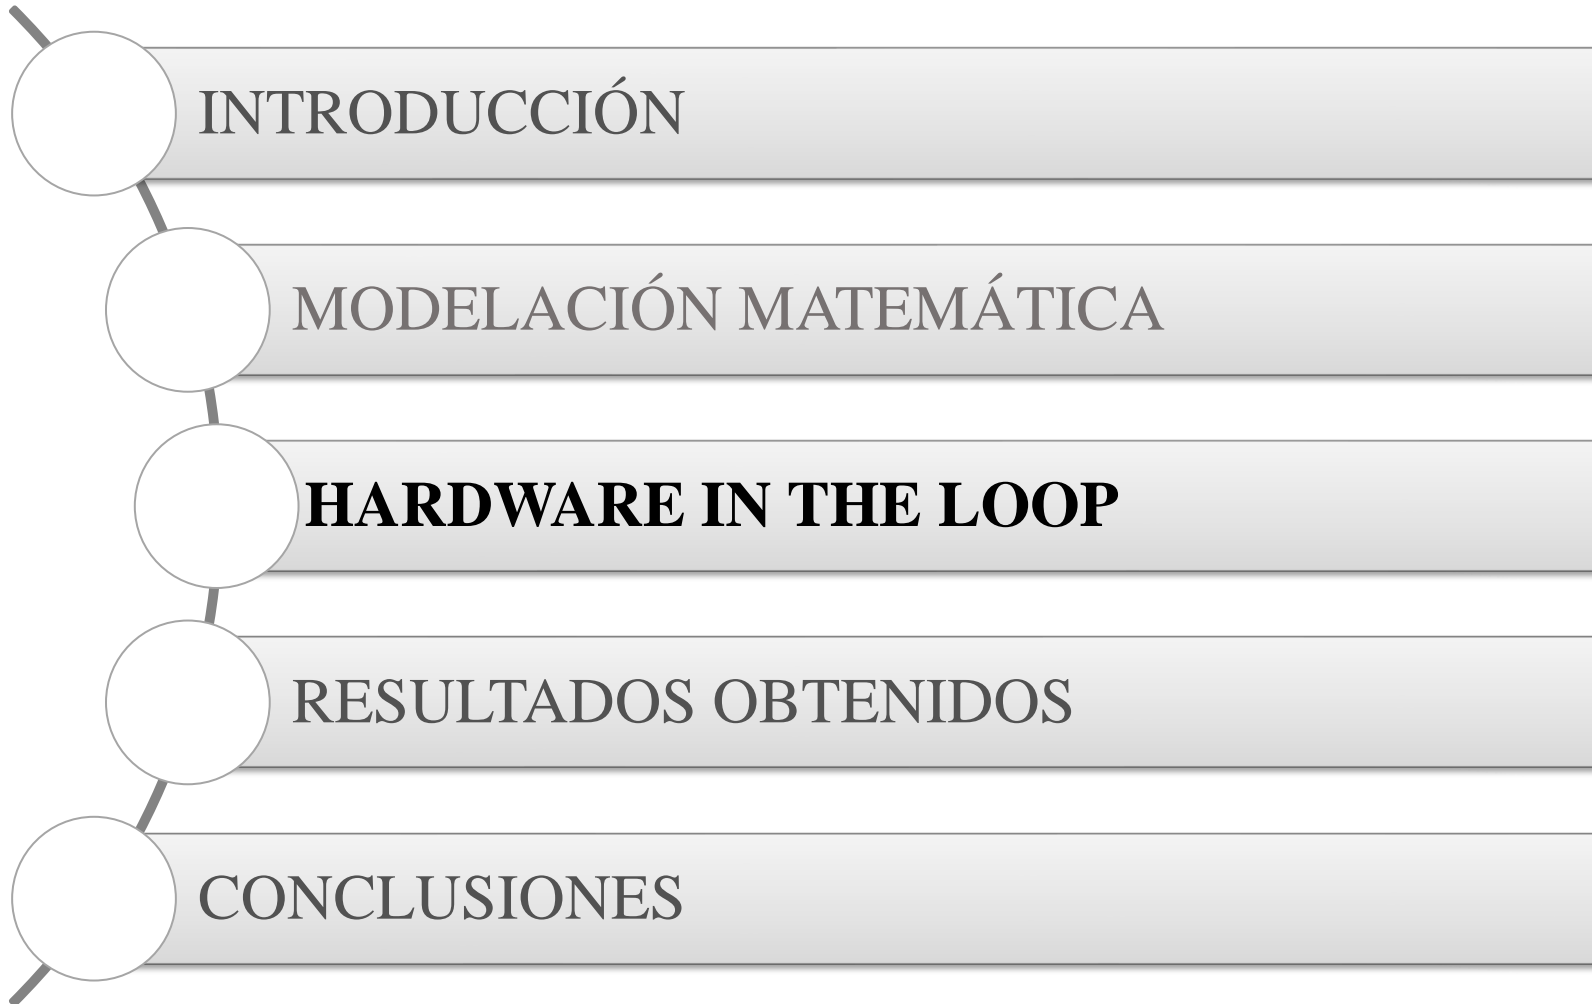 INTRODUCCIÓN
MODELACIÓN MATEMÁTICA
HARDWARE IN THE LOOP
RESULTADOS OBTENIDOS
CONCLUSIONES